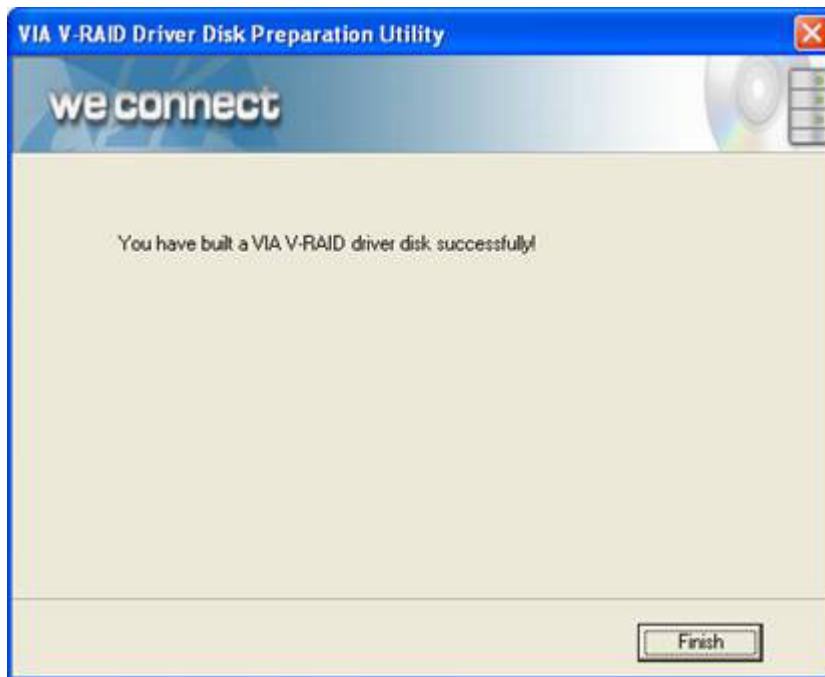 VIA V-RAID Driver Disk Preparation Utility
we connect
You have built a VIA V-RAID driver disk successfully!
Finish